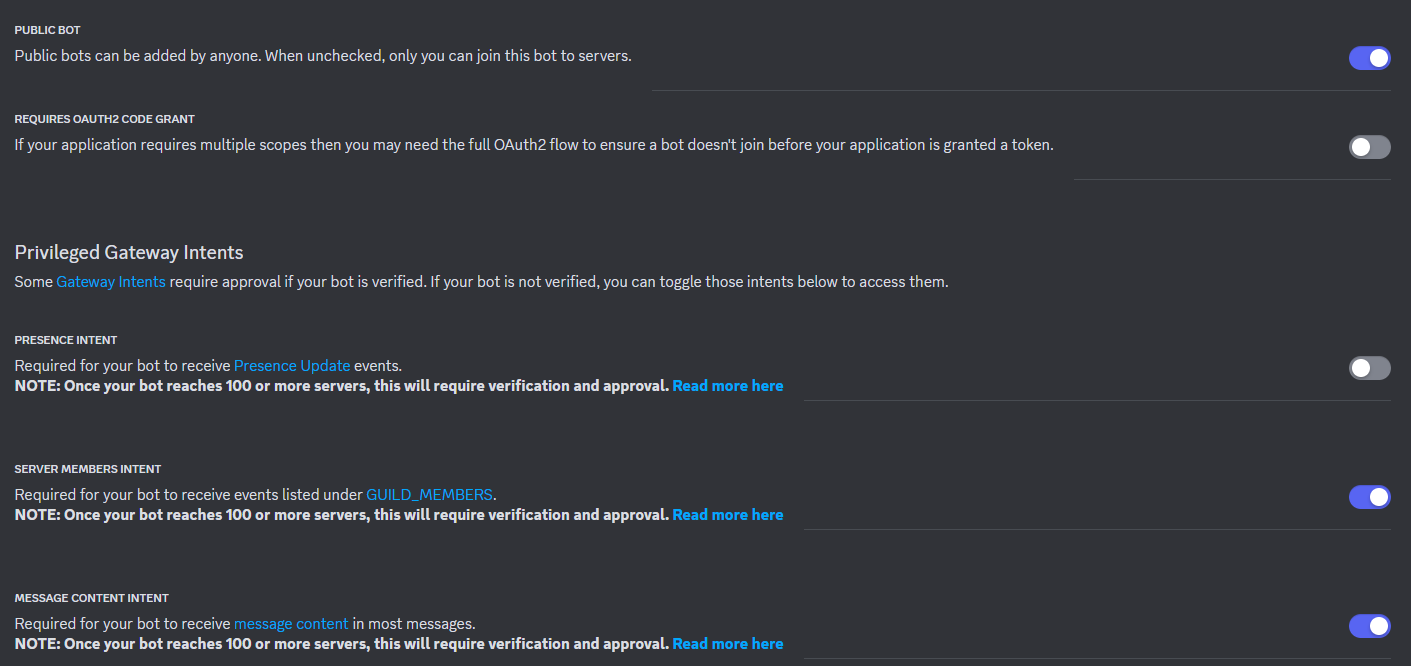 PUBLIC BOT
Public bots can be added by anyone. When unchecked, only you can join this bot to servers.
REQUIRES OAUTH2 CODE GRANT
If your application requires multiple scopes then you may need the full OAuth2 flow to ensure a bot doesn't join before your application is granted a token.
Privileged Gateway Intents
Some Gateway Intents require approval if your bot is verified. If your bot is not verified, you can toggle those intents below to access them.
PRESENCE INTENT
Required for your bot to receive Presence Update events.
NOTE: Once your bot reaches 100 or more servers, this will require verification and approval. Read more here
SERVER MEMBERS INTENT
Required for your bot to receive events listed under GUILD_MEMBERS.
NOTE: Once your bot reaches 100 or more servers, this will require verification and approval. Read more here
MESSAGE CONTENT INTENT
Required for your bot to receive message content in most messages.
NOTE: Once your bot reaches 100 or more servers, this will require verification and approval. Read more here